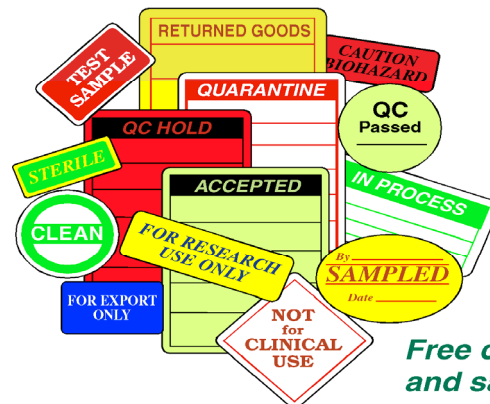 RETURNED GOODS
TEST
SAMPLE
CAUTION
BIOHAZARD
QUARANTINE
QC
Passed
QC HOLD
STERILE
ACCEPTED
IN PROCESS
CLEAN
FOR RESEARCH
USE ONLY
By
SAMPLED
Date
FOR EXPORT
ONLY
NOT
for
CLINICAL
USE
Free
and